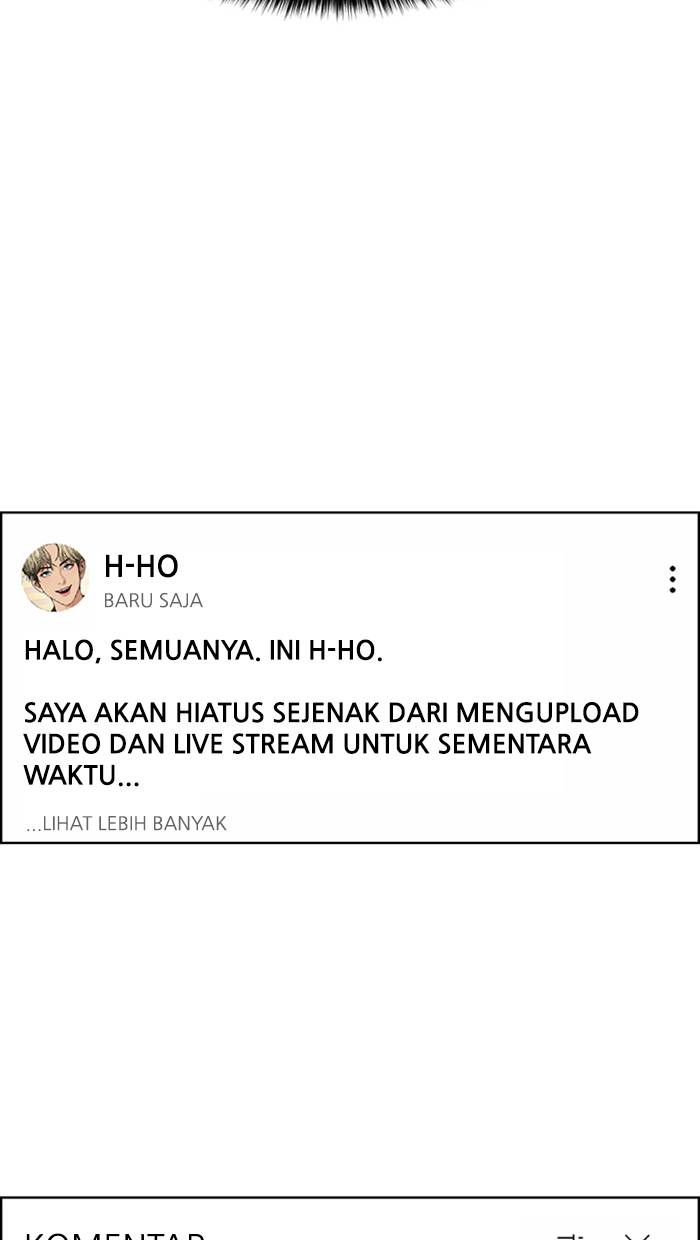 H-HO
BARU SAJA
HALO, SEMUANYA. INI H-HO.
SAYA AKAN HIATUS SEJENAK DARI MENGUPLOAD
VIDEO DAN LIVE STREAM UNTUK SEMENTARA
WAKTU...
...LIHAT LEBIH BANYAK
KOMENTAR